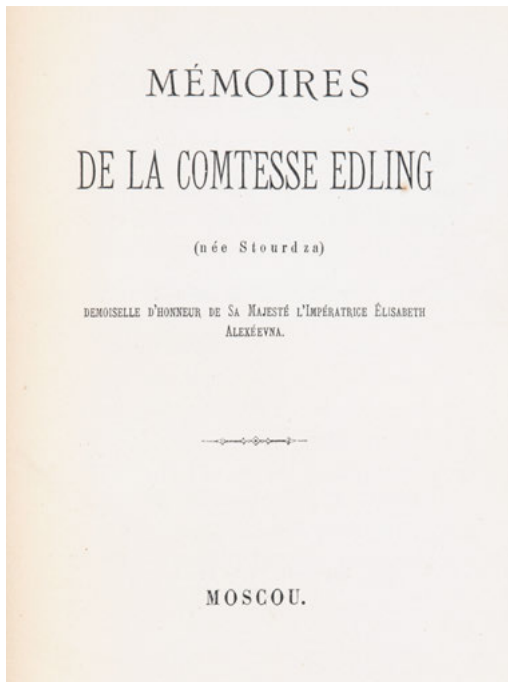 MÉMOIRES
DE LA COMTESSE EDLING
(née Stourdza)
DEMOISELLE D'HONNEUR DE SA MAJESTÉ L'IMPÉRATRICE ÉLISABETH
ALEXÉEVNA.
MOSCOU.